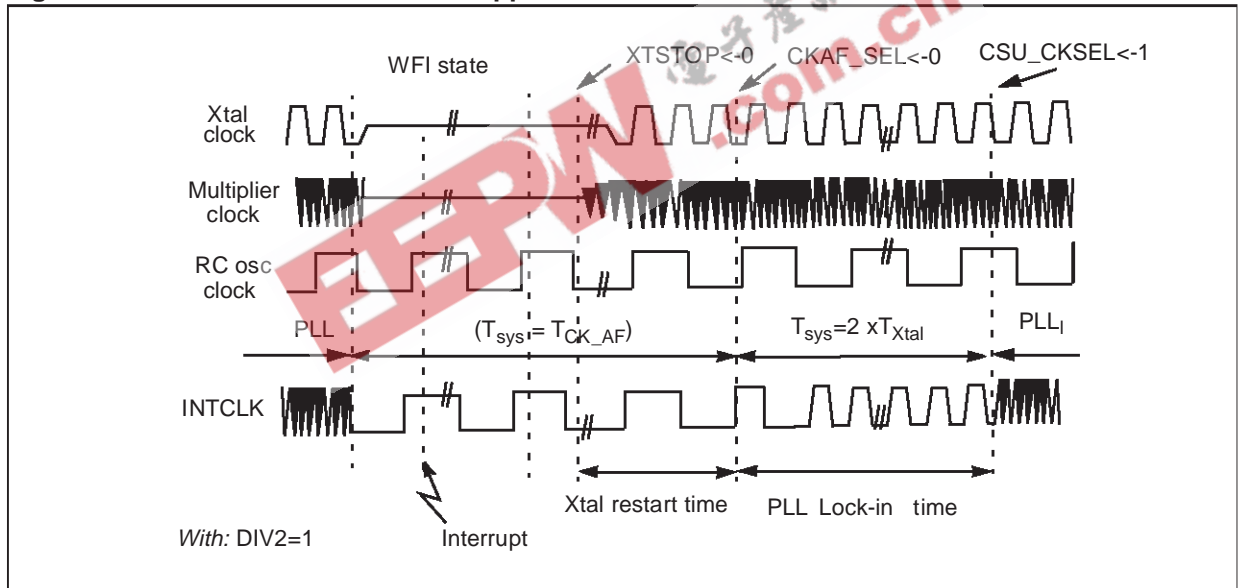 WFI state
XTSTOP<-0
CKAF_SEL<-0
CSU_CKSEL<-1
Xtal
clock
Multiplier
clock
RC osc
clock
PLL
(Tsys = TCK_AF)
Tsys=2 xTXtal
PLL
INTCLK
Xtal restart time
PLL Lock-in time
With: DIV2=1
Interrupt
EEPW
.com.cn